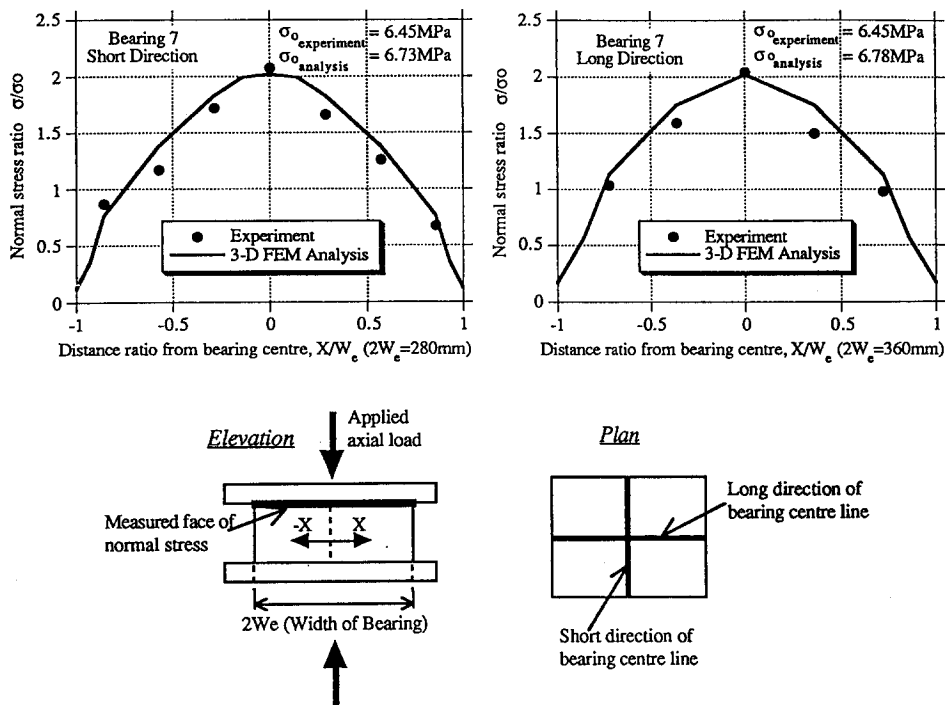 Bearing 7
Short Direction
σo experiment = 6.45MPa
σo analysis = 6.73MPa
2.5
2
1.5
1
0.5
0
Normal stress ratio σ/σo
Experiment
3-D FEM Analysis
-1 -0.5 0 0.5 1
Distance ratio from bearing centre, X/We (2We=280mm)
Bearing 7
Long Direction
σo experiment = 6.45MPa
σo analysis = 6.78MPa
2.5
2
1.5
1
0.5
0
Normal stress ratio σ/σo
Experiment
3-D FEM Analysis
-1 -0.5 0 0.5 1
Distance ratio from bearing centre, X/We (2We=360mm)
Elevation
Applied
axial load
Measured face of
normal stress
-X X
2We (Width of Bearing)
Plan
Long direction of
bearing centre line
Short direction of
bearing centre line